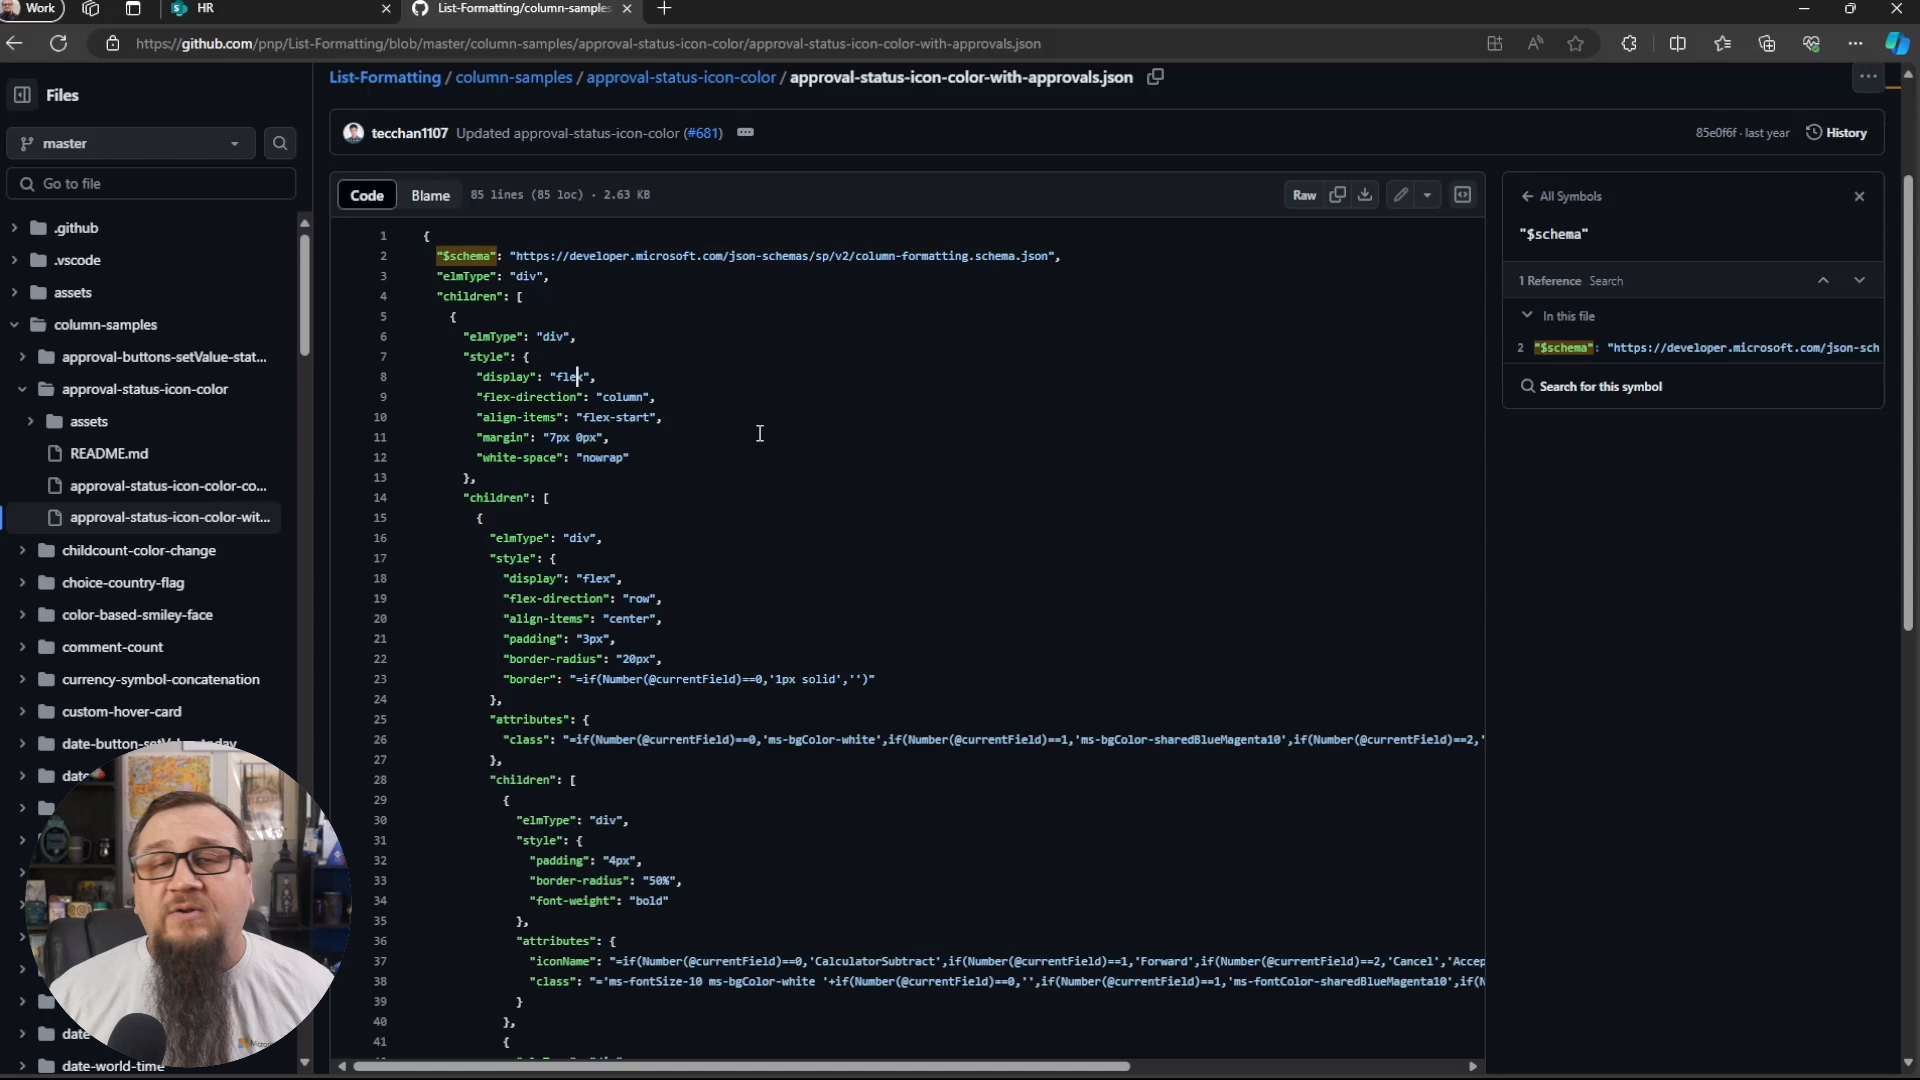 Work
HR
List-Formatting/column-samples
https://github.com/pnp/List-Formatting/blob/master/column-samples/approval-status-icon-color/approval-status-icon-color-with-approvals.json
Files
master
Go to file
.github
.vscode
assets
column-samples
approval-buttons-setValue-stat...
approval-status-icon-color
assets
README.md
approval-status-icon-color-co...
approval-status-icon-color-wit...
childcount-color-change
choice-country-flag
color-based-smiley-face
comment-count
currency-symbol-concatenation
custom-hover-card
date-button-setValue-today
date
date
date-world-time
List-Formatting / column-samples / approval-status-icon-color / approval-status-icon-color-with-approvals.json
tecchan1107 Updated approval-status-icon-color (#681)
85e0f6f · last year History
Code Blame 85 lines (85 loc) · 2.63 KB Raw
1 {
2 "$schema": "https://developer.microsoft.com/json-schemas/sp/v2/column-formatting.schema.json",
3 "elmType": "div",
4 "children": [
5 {
6 "elmType": "div",
7 "style": {
8 "display": "flex",
9 "flex-direction": "column",
10 "align-items": "flex-start",
11 "margin": "7px 0px",
12 "white-space": "nowrap"
13 },
14 "children": [
15 {
16 "elmType": "div",
17 "style": {
18 "display": "flex",
19 "flex-direction": "row",
20 "align-items": "center",
21 "padding": "3px",
22 "border-radius": "20px",
23 "border": "=if(Number(@currentField)==0,'1px solid','')"
24 },
25 "attributes": {
26 "class": "=if(Number(@currentField)==0,'ms-bgColor-white',if(Number(@currentField)==1,'ms-bgColor-sharedBlueMagenta10',if(Number(@currentField)==2,'
27 },
28 "children": [
29 {
30 "elmType": "div",
31 "style": {
32 "padding": "4px",
33 "border-radius": "50%",
34 "font-weight": "bold"
35 },
36 "attributes": {
37 "iconName": "=if(Number(@currentField)==0,'CalculatorSubtract',if(Number(@currentField)==1,'Forward',if(Number(@currentField)==2,'Cancel','Accep
38 "class": "='ms-fontSize-10 ms-bgColor-white '+if(Number(@currentField)==0,'',if(Number(@currentField)==1,'ms-fontColor-sharedBlueMagenta10',if(N
39 }
40 },
41 {
All Symbols
"$schema"
1 Reference Search
In this file
2 "$schema": "https://developer.microsoft.com/json-sch
Search for this symbol